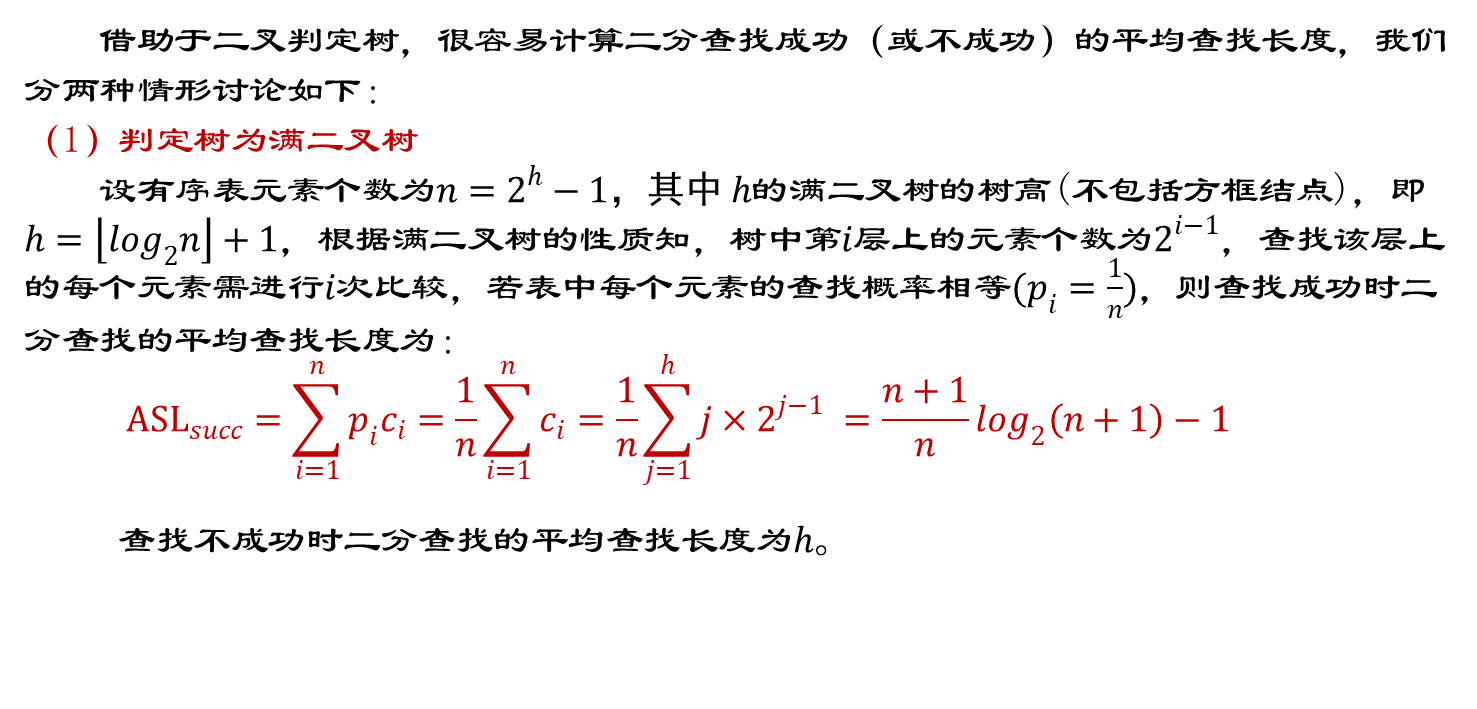 借助于二叉判定树，很容易计算二分查找成功（或不成功）的平均查找长度，我们
分两种情形讨论如下：
（1）判定树为满二叉树
设有序表元素个数为n = 2^h − 1，其中 h的满二叉树的树高(不包括方框结点)，即
h = ⌊log₂n⌋ + 1，根据满二叉树的性质知，树中第i层上的元素个数为2^{i−1}，查找该层上
的每个元素需进行i次比较，若表中每个元素的查找概率相等(p_i = 1/n)，则查找成功时二
分查找的平均查找长度为：
ASL_{succ} = \sum_{i=1}^{n} p_i c_i = \frac{1}{n} \sum_{i=1}^{n} c_i = \frac{1}{n} \sum_{j=1}^{h} j × 2^{j−1} = \frac{n+1}{n} log_2(n + 1) − 1
查找不成功时二分查找的平均查找长度为h。